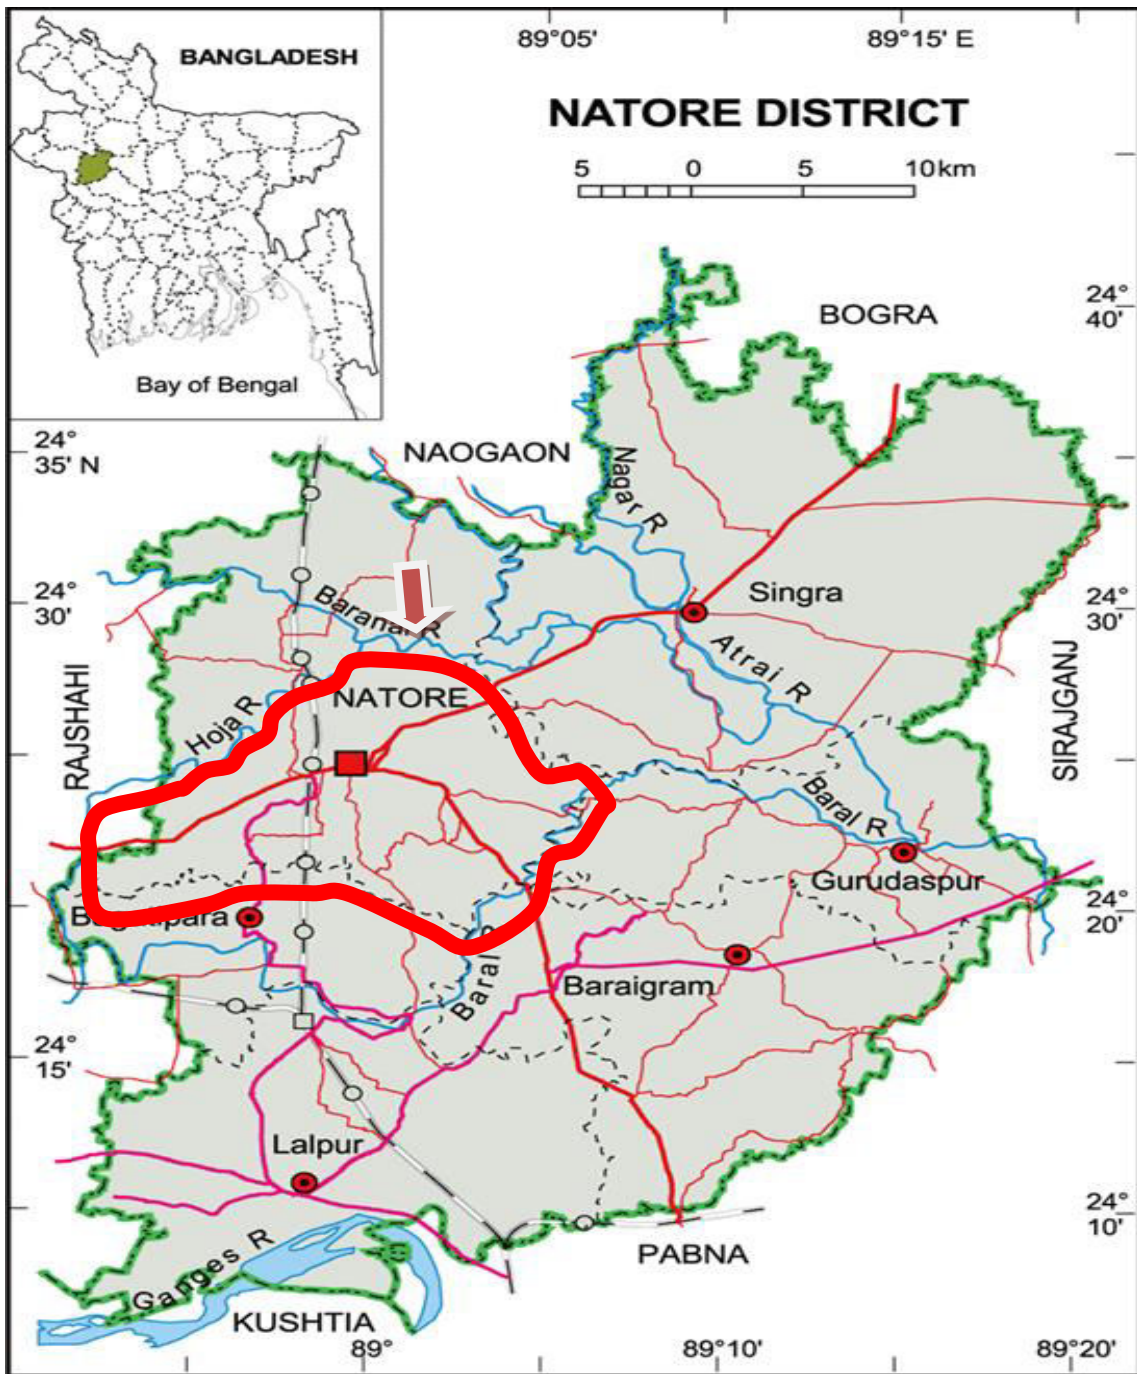 BANGLADESH
Bay of Bengal
89°05'
89°15' E
NATORE DISTRICT
5 0 5 10km
24°
40'
BOGRA
24°
35' N
NAOGAON
Nagar R
24°
30'
Baranai R
Singra
24°
30'
Atrai R
RAJSHAHI
SIRAJGANJ
NATORE
Hoja R
Baral R
Gurudaspur
24°
20'
Baral
Baraigram
24°
15'
Lalpur
24°
10'
Ganges R
PABNA
KUSHTIA
89°
89°10'
89°20'